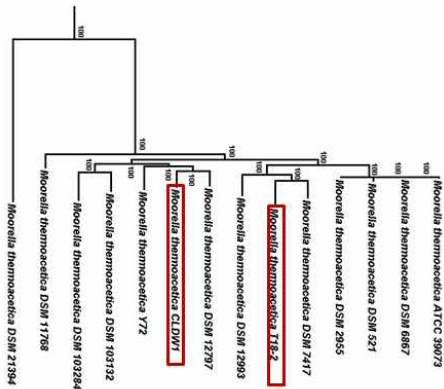 100
100
100
100
100
100
100
100
100
100
100
100
Moorella thermoacetica DSM 21394
Moorella thermoacetica DSM 11768
Moorella thermoacetica DSM 103284
Moorella thermoacetica DSM 103132
Moorella thermoacetica Y72
Moorella thermoacetica CLDW1
Moorella thermoacetica DSM 12797
Moorella thermoacetica DSM 12993
Moorella thermoacetica T18-2
Moorella thermoacetica DSM 7417
Moorella thermoacetica DSM 2955
Moorella thermoacetica DSM 521
Moorella thermoacetica DSM 6867
Moorella thermoacetica ATCC 39073